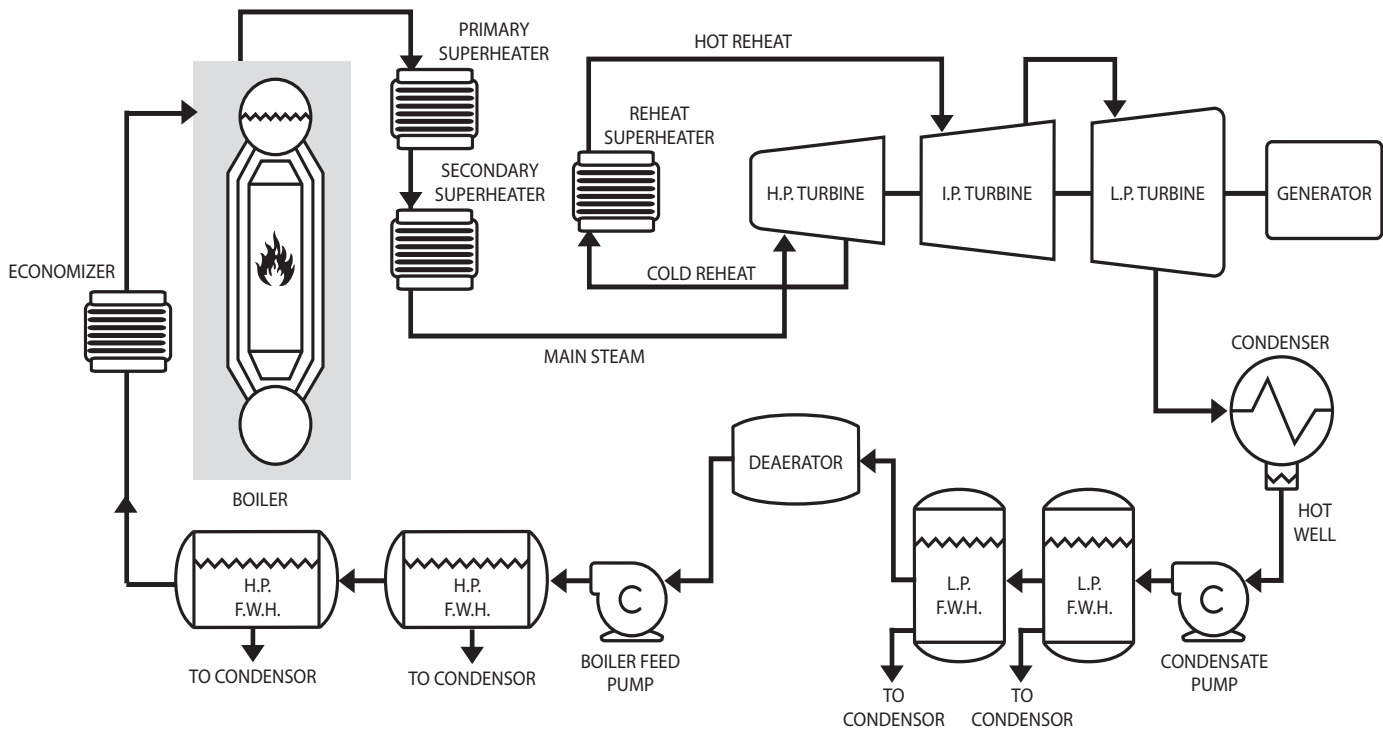 PRIMARY
SUPERHEATER
HOT REHEAT
REHEAT
SUPERHEATER
SECONDARY
SUPERHEATER
H.P. TURBINE
I.P. TURBINE
L.P. TURBINE
GENERATOR
ECONOMIZER
COLD REHEAT
MAIN STEAM
CONDENSER
BOILER
DEAERATOR
HOT
WELL
H.P.
F.W.H.
H.P.
F.W.H.
C
L.P.
F.W.H.
L.P.
F.W.H.
C
TO CONDENSOR
TO CONDENSOR
BOILER FEED
PUMP
TO
CONDENSOR
TO
CONDENSOR
CONDENSATE
PUMP